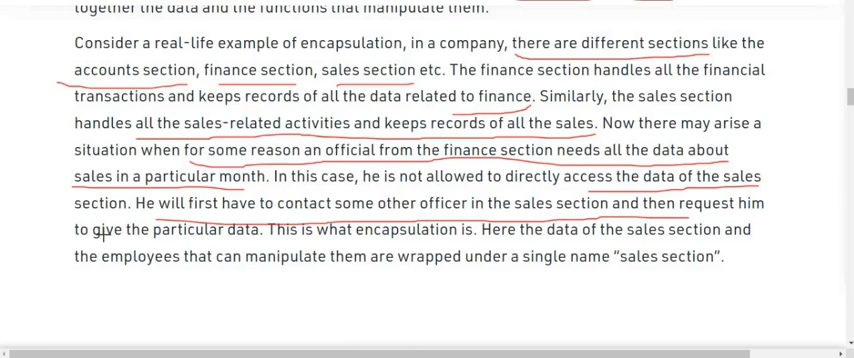 together the data and the functions that manipulate them.
Consider a real-life example of encapsulation, in a company, there are different sections like the
accounts section, finance section, sales section etc. The finance section handles all the financial
transactions and keeps records of all the data related to finance. Similarly, the sales section
handles all the sales-related activities and keeps records of all the sales. Now there may arise a
situation when for some reason an official from the finance section needs all the data about
sales in a particular month. In this case, he is not allowed to directly access the data of the sales
section. He will first have to contact some other officer in the sales section and then request him
to give the particular data. This is what encapsulation is. Here the data of the sales section and
the employees that can manipulate them are wrapped under a single name “sales section”.